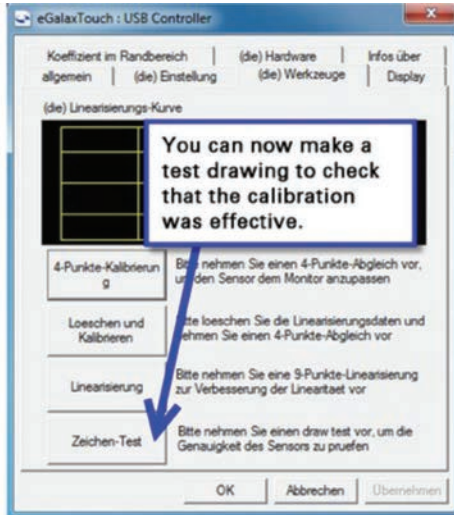 eGalaxTouch : USB Controller
Koeffizient im Randbereich
(die) Hardware
Infos über
allgemein
(die) Einstellung
(die) Werkzeuge
Display
(die) Linearisierungs-Kurve
You can now make a
test drawing to check
that the calibration
was effective.
4-Punkte-Kalibrierun
g
Bitte nehmen Sie einen 4-Punkte-Abgleich vor,
den Sensor dem Monitor anzupassen
Loeschen und
Kalibrieren
loeschen Sie die Linearisierungsdaten und
nehmen Sie einen 4-Punkte-Abgleich vor
Linearisierung
Bitte nehmen Sie eine 9-Punkte-Linearisierung
zur Verbesserung der Lineartaet vor
Zeichen-Test
Bitte nehmen Sie einen draw test vor, um die
Genauigkeit des Sensors zu pruefen
OK
Abbrechen
Übernehmen